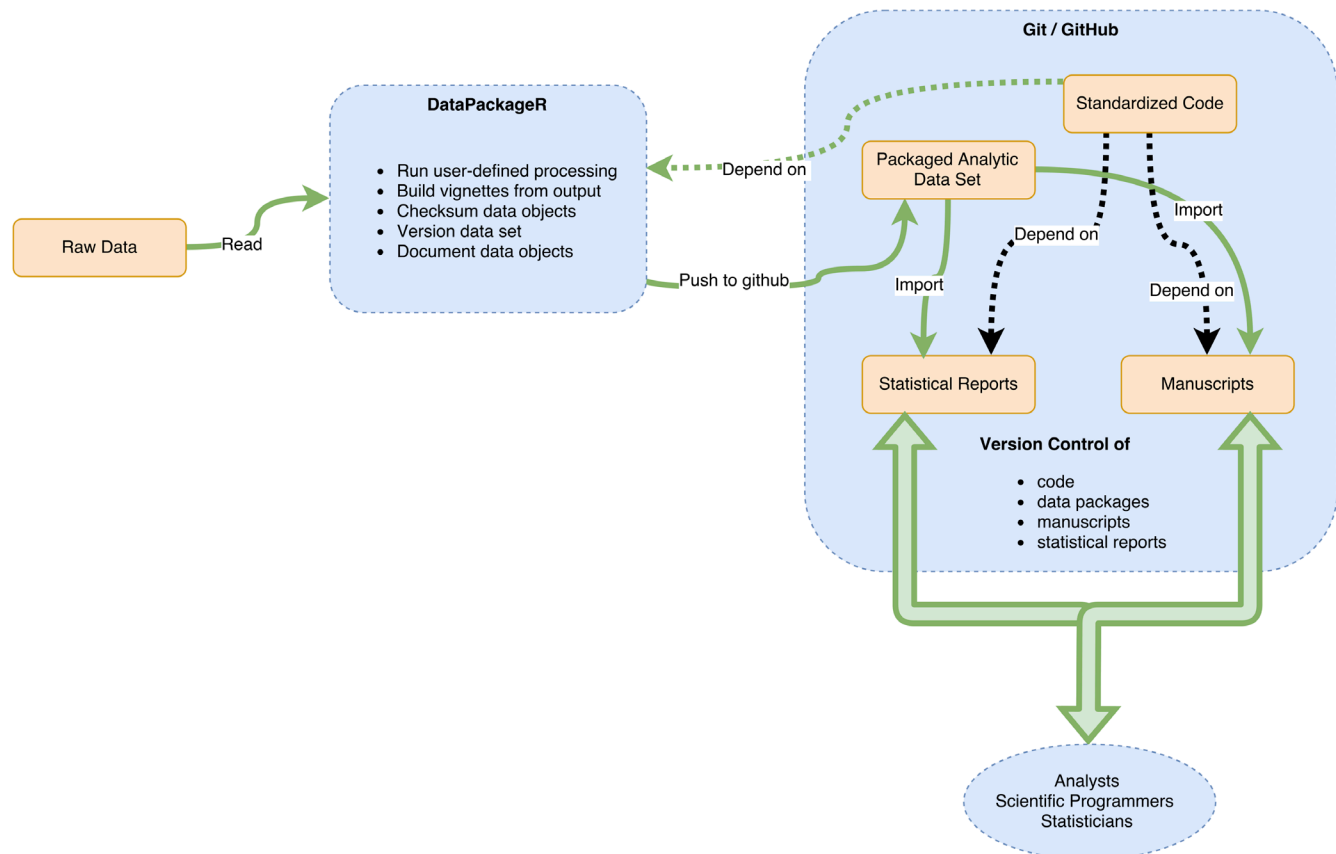 Git / GitHub
Standardized Code
DataPackageR
Packaged Analytic
Data Set
Depend on
• Run user-defined processing
• Build vignettes from output
• Checksum data objects
• Version data set
• Document data objects
Raw Data
Read
Import
Depend on
Push to github
Import
Depend on
Statistical Reports
Manuscripts
Version Control of
• code
• data packages
• manuscripts
• statistical reports
Analysts
Scientific Programmers
Statisticians